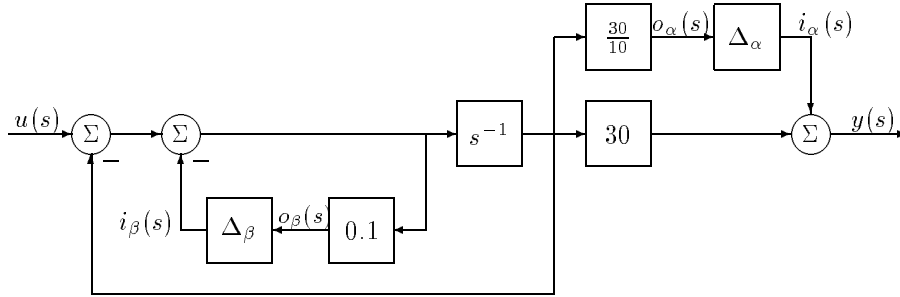 30/10
o_α(s)
Δ_α
i_α(s)
u(s)
Σ
Σ
s⁻¹
30
Σ
y(s)
−
−
i_β(s)
Δ_β
o_β(s)
0.1